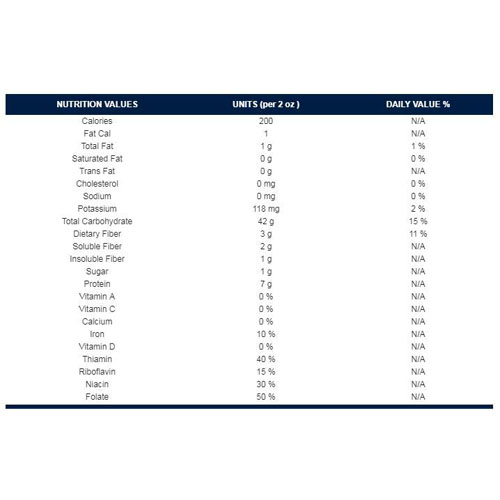 NUTRITION VALUES UNITS (per 2 oz ) DAILY VALUE %
Calories 200 N/A
Fat Cal 1 N/A
Total Fat 1 g 1 %
Saturated Fat 0 g 0 %
Trans Fat 0 g N/A
Cholesterol 0 mg 0 %
Sodium 0 mg 0 %
Potassium 118 mg 2 %
Total Carbohydrate 42 g 15 %
Dietary Fiber 3 g 11 %
Soluble Fiber 2 g N/A
Insoluble Fiber 1 g N/A
Sugar 1 g N/A
Protein 7 g N/A
Vitamin A 0 % N/A
Vitamin C 0 % N/A
Calcium 0 % N/A
Iron 10 % N/A
Vitamin D 0 % N/A
Thiamin 40 % N/A
Riboflavin 15 % N/A
Niacin 30 % N/A
Folate 50 % N/A